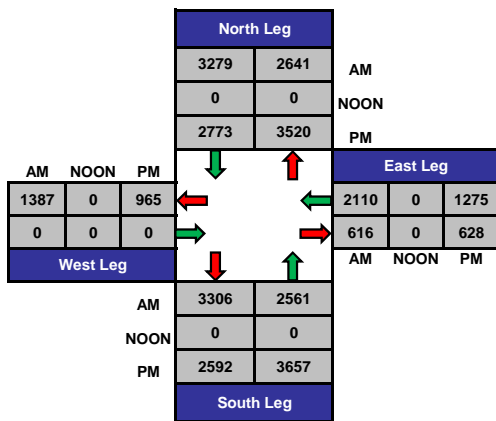 North Leg
3279 2641 AM
0 0 NOON
2773 3520 PM
AM NOON PM East Leg
1387 0 965 2110 0 1275
0 0 0 616 0 628
West Leg AM NOON PM
AM 3306 2561
NOON 0 0
PM 2592 3657
South Leg